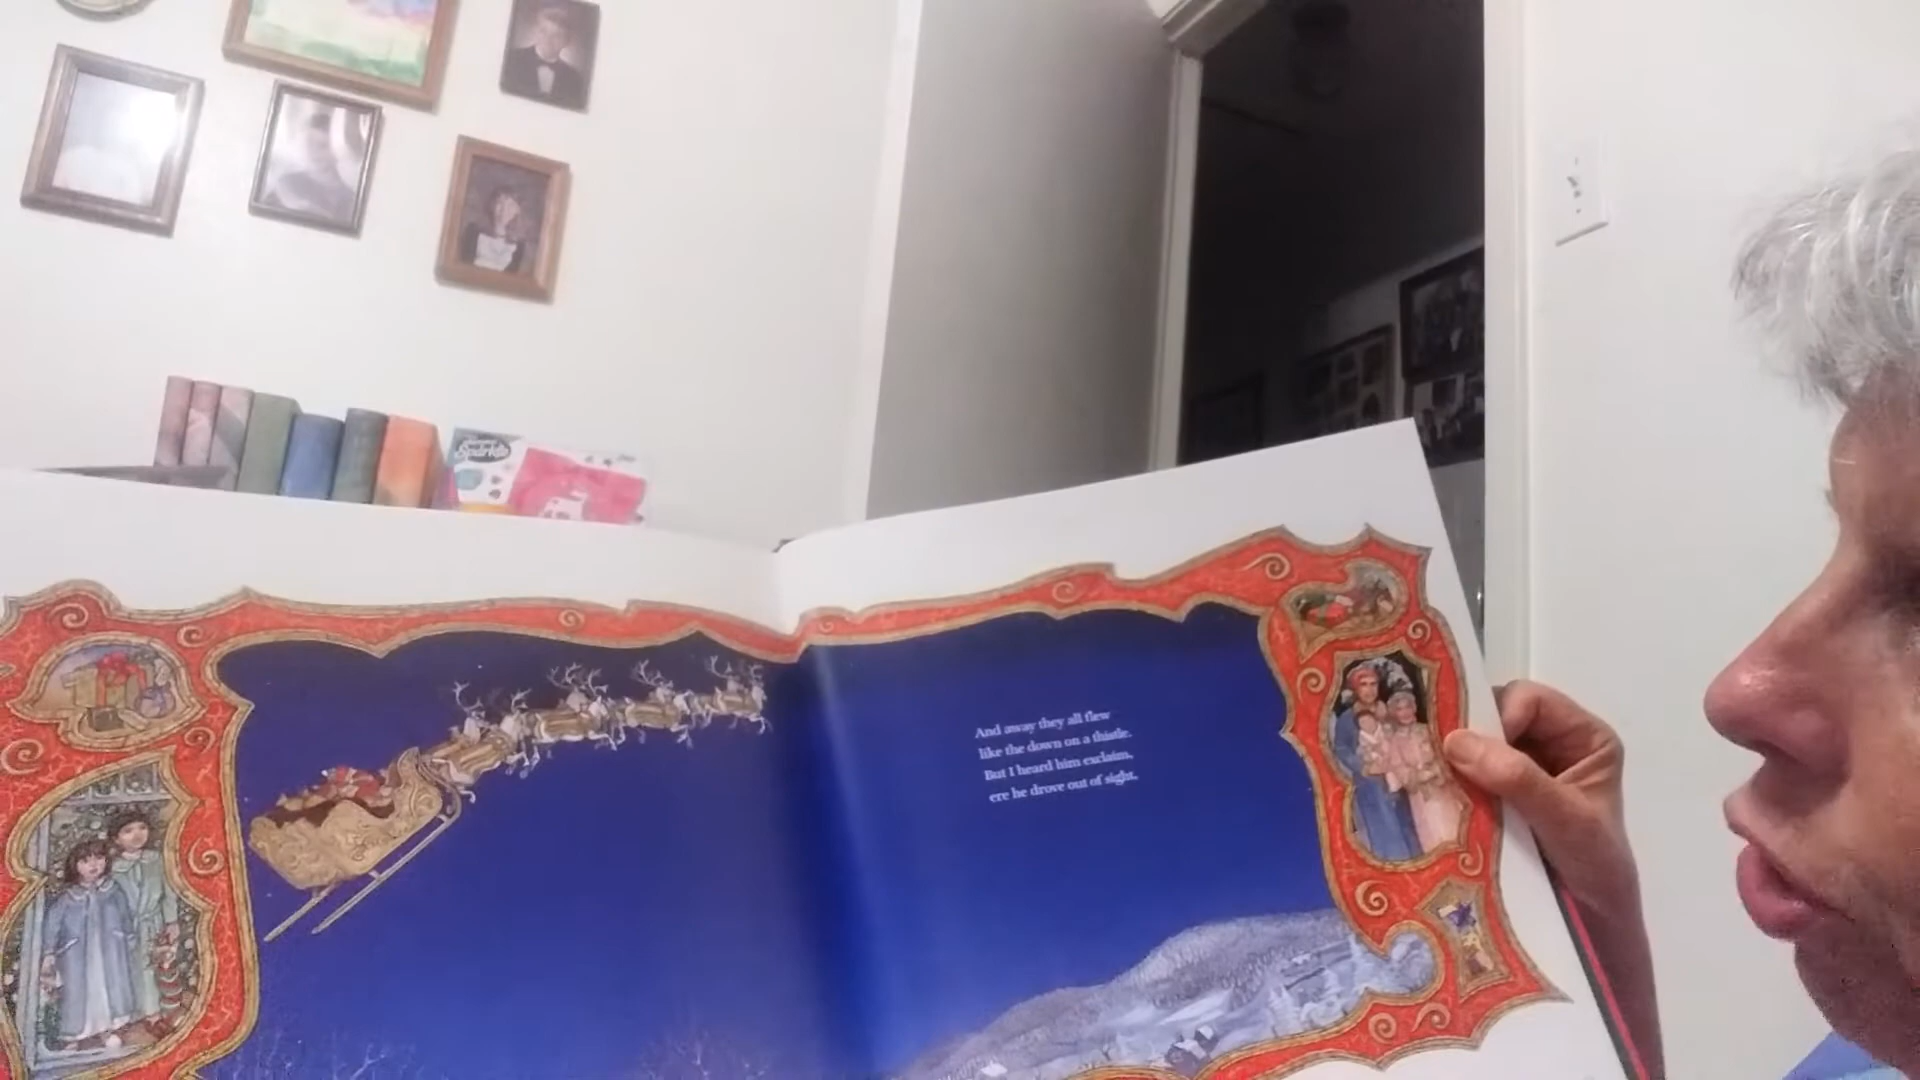 Sparkle
And away they all flew
like the down on a thistle.
But I heard him exclaim,
ere he drove out of sight,